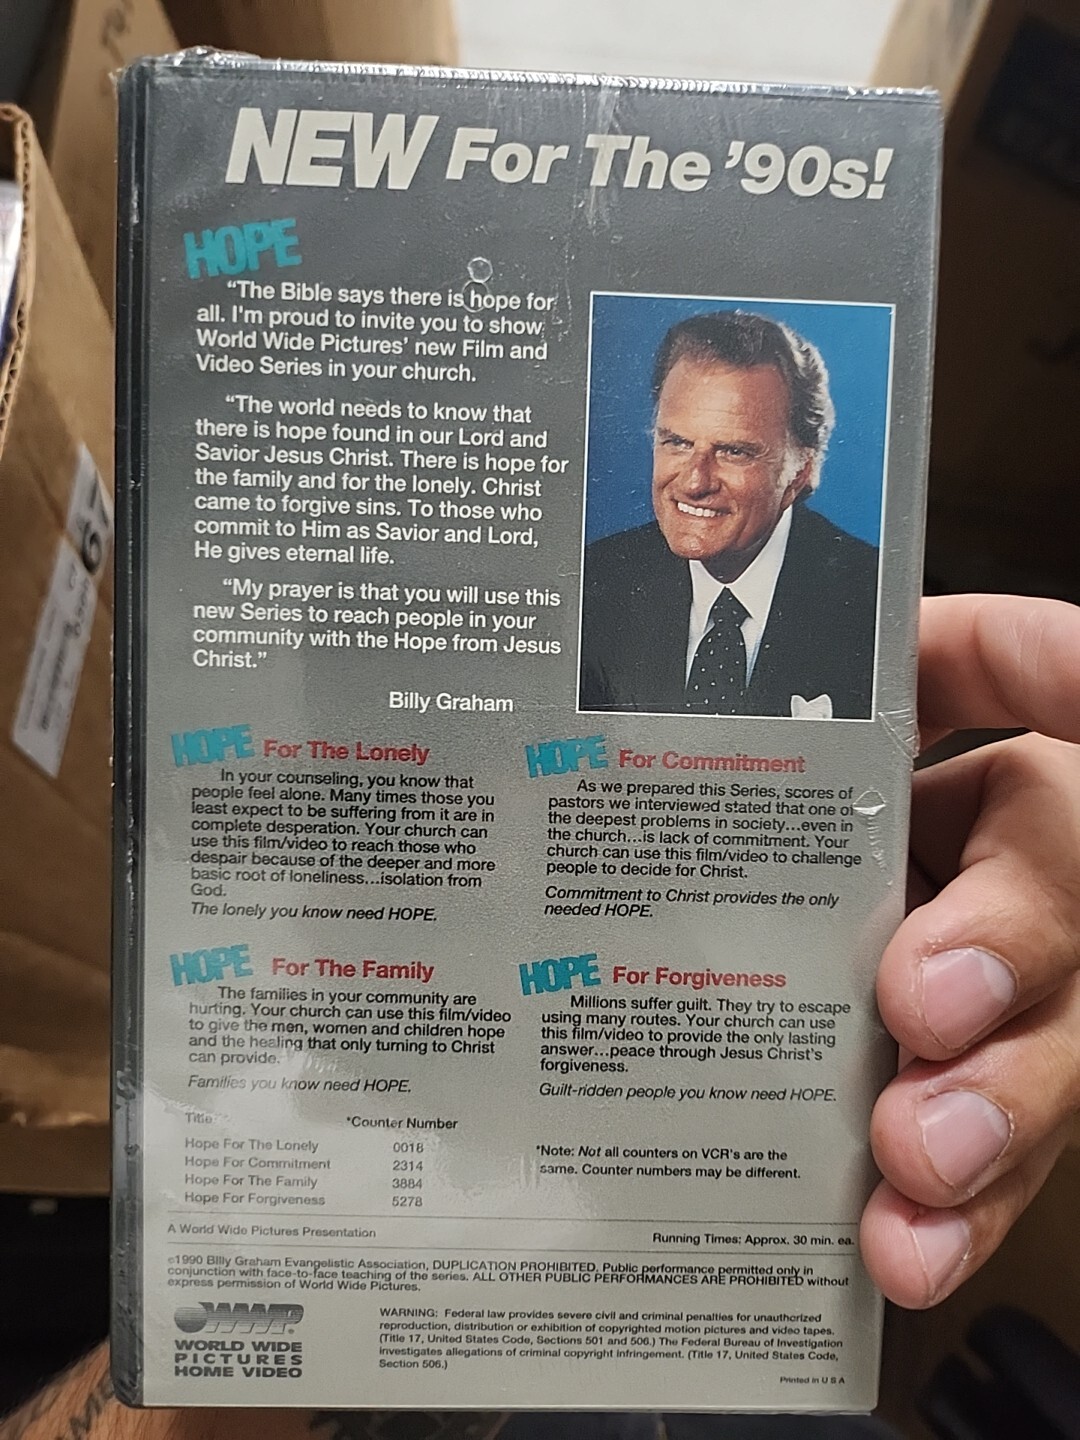 NEW For The '90s!
HOPE
“The Bible says there is hope for
all. I'm proud to invite you to show
World Wide Pictures' new Film and
Video Series in your church.
“The world needs to know that
there is hope found in our Lord and
Savior Jesus Christ. There is hope for
the family and for the lonely. Christ
came to forgive sins. To those who
commit to Him as Savior and Lord,
He gives eternal life.
“My prayer is that you will use this
new Series to reach people in your
community with the Hope from Jesus
Christ.”
Billy Graham
HOPE For The Lonely
In your counseling, you know that
people feel alone. Many times those you
least expect to be suffering from it are in
complete desperation. Your church can
use this film/video to reach those who
despair because of the deeper and more
basic root of loneliness...isolation from
God.
The lonely you know need HOPE.
HOPE For Commitment
As we prepared this Series, scores of
pastors we interviewed stated that one of
the deepest problems in society...even in
the church...is lack of commitment. Your
church can use this film/video to challenge
people to decide for Christ.
Commitment to Christ provides the only
needed HOPE.
HOPE For The Family
The families in your community are
hurting. Your church can use this film/video
to give the men, women and children hope
and the healing that only turning to Christ
can provide.
Families you know need HOPE.
HOPE For Forgiveness
Millions suffer guilt. They try to escape
using many routes. Your church can use
this film/video to provide the only lasting
answer...peace through Jesus Christ's
forgiveness.
Guilt-ridden people you know need HOPE.
Title *Counter Number
Hope For The Lonely 0018
Hope For Commitment 2314
Hope For The Family 3884
Hope For Forgiveness 5278
*Note: Not all counters on VCR's are the
same. Counter numbers may be different.
A World Wide Pictures Presentation
Running Times: Approx. 30 min. ea.
©1990 Billy Graham Evangelistic Association, DUPLICATION PROHIBITED. Public performance permitted only in
conjunction with face-to-face teaching of the series. ALL OTHER PUBLIC PERFORMANCES ARE PROHIBITED without
express permission of World Wide Pictures.
WWP
WORLD WIDE
PICTURES
HOME VIDEO
WARNING: Federal law provides severe civil and criminal penalties for unauthorized
reproduction, distribution or exhibition of copyrighted motion pictures and video tapes.
(Title 17, United States Code, Sections 501 and 506.) The Federal Bureau of Investigation
investigates allegations of criminal copyright infringement. (Title 17, United States Code,
Section 506.)
Printed in U S A